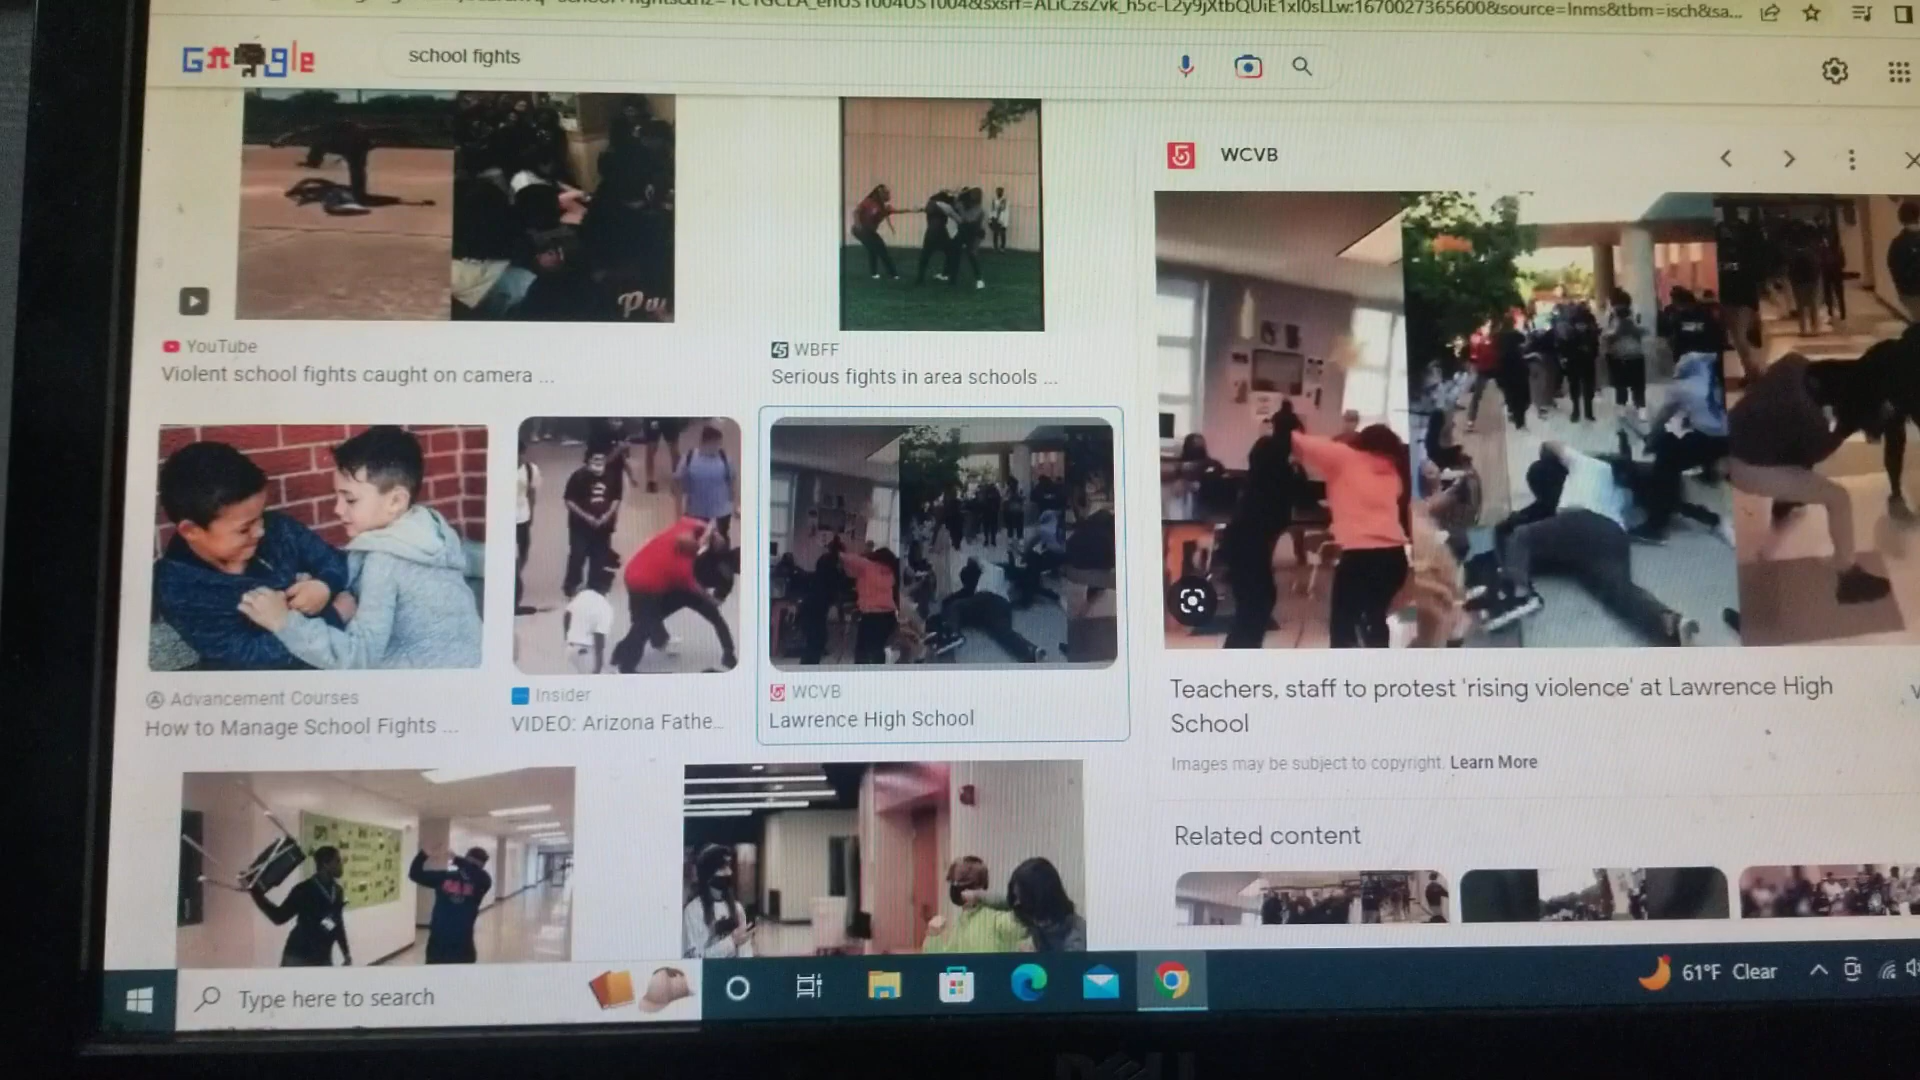 school fights
WCVB
YouTube
Violent school fights caught on camera ...
WBFF
Serious fights in area schools ...
Advancement Courses
How to Manage School Fights ...
Insider
VIDEO: Arizona Fathe...
WCVB
Lawrence High School
Teachers, staff to protest 'rising violence' at Lawrence High
School
Images may be subject to copyright. Learn More
Related content
Type here to search
61°F Clear